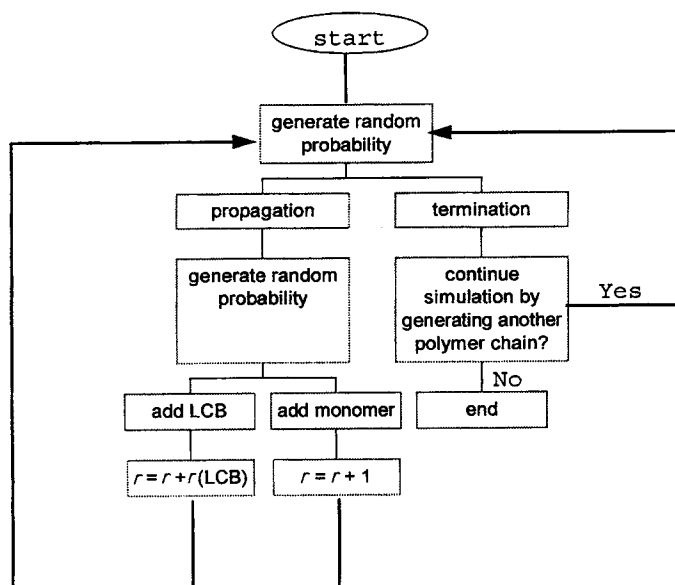 start
generate random
probability
propagation
termination
generate random
probability
continue
simulation by
generating another
polymer chain?
Yes
No
add LCB
add monomer
end
r = r + r(LCB)
r = r + 1